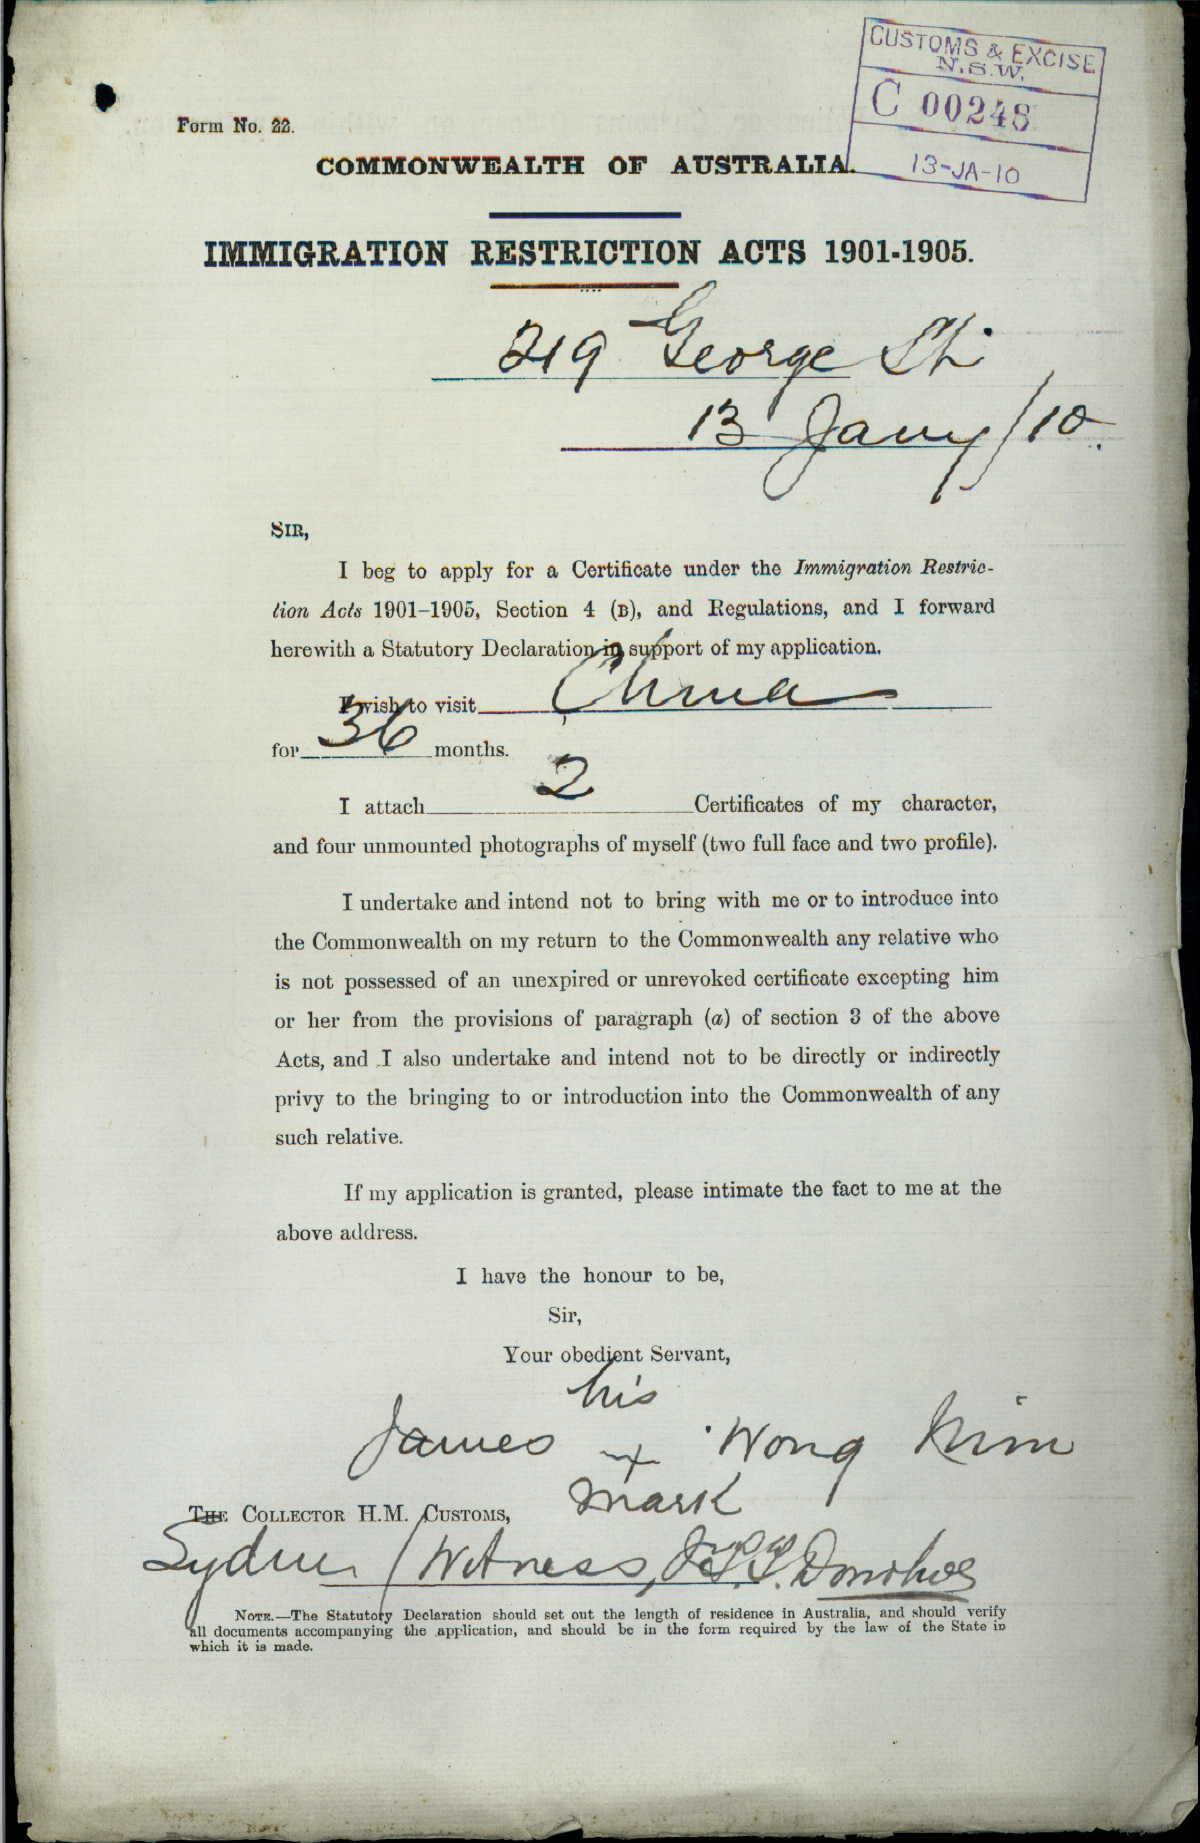 CUSTOMS & EXCISE
N.S.W.
C 00248
13-JA-10
Form No. 22.
COMMONWEALTH OF AUSTRALIA.
IMMIGRATION RESTRICTION ACTS 1901-1905.
219 George St.
13 Jany/10.
SIR,
I beg to apply for a Certificate under the Immigration Restric-
tion Acts 1901-1905, Section 4 (B), and Regulations, and I forward
herewith a Statutory Declaration in support of my application.
I wish to visit China
for 36 months.
I attach 2 Certificates of my character,
and four unmounted photographs of myself (two full face and two profile).
I undertake and intend not to bring with me or to introduce into
the Commonwealth on my return to the Commonwealth any relative who
is not possessed of an unexpired or unrevoked certificate excepting him
or her from the provisions of paragraph (a) of section 3 of the above
Acts, and I also undertake and intend not to be directly or indirectly
privy to the bringing to or introduction into the Commonwealth of any
such relative.
If my application is granted, please intimate the fact to me at the
above address.
I have the honour to be,
Sir,
Your obedient Servant,
his
James x Wong
mark
THE COLLECTOR H.M. CUSTOMS,
Sydney / Witness, Donohoe
NOTE.—The Statutory Declaration should set out the length of residence in Australia, and should verify
all documents accompanying the application, and should be in the form required by the law of the State in
which it is made.